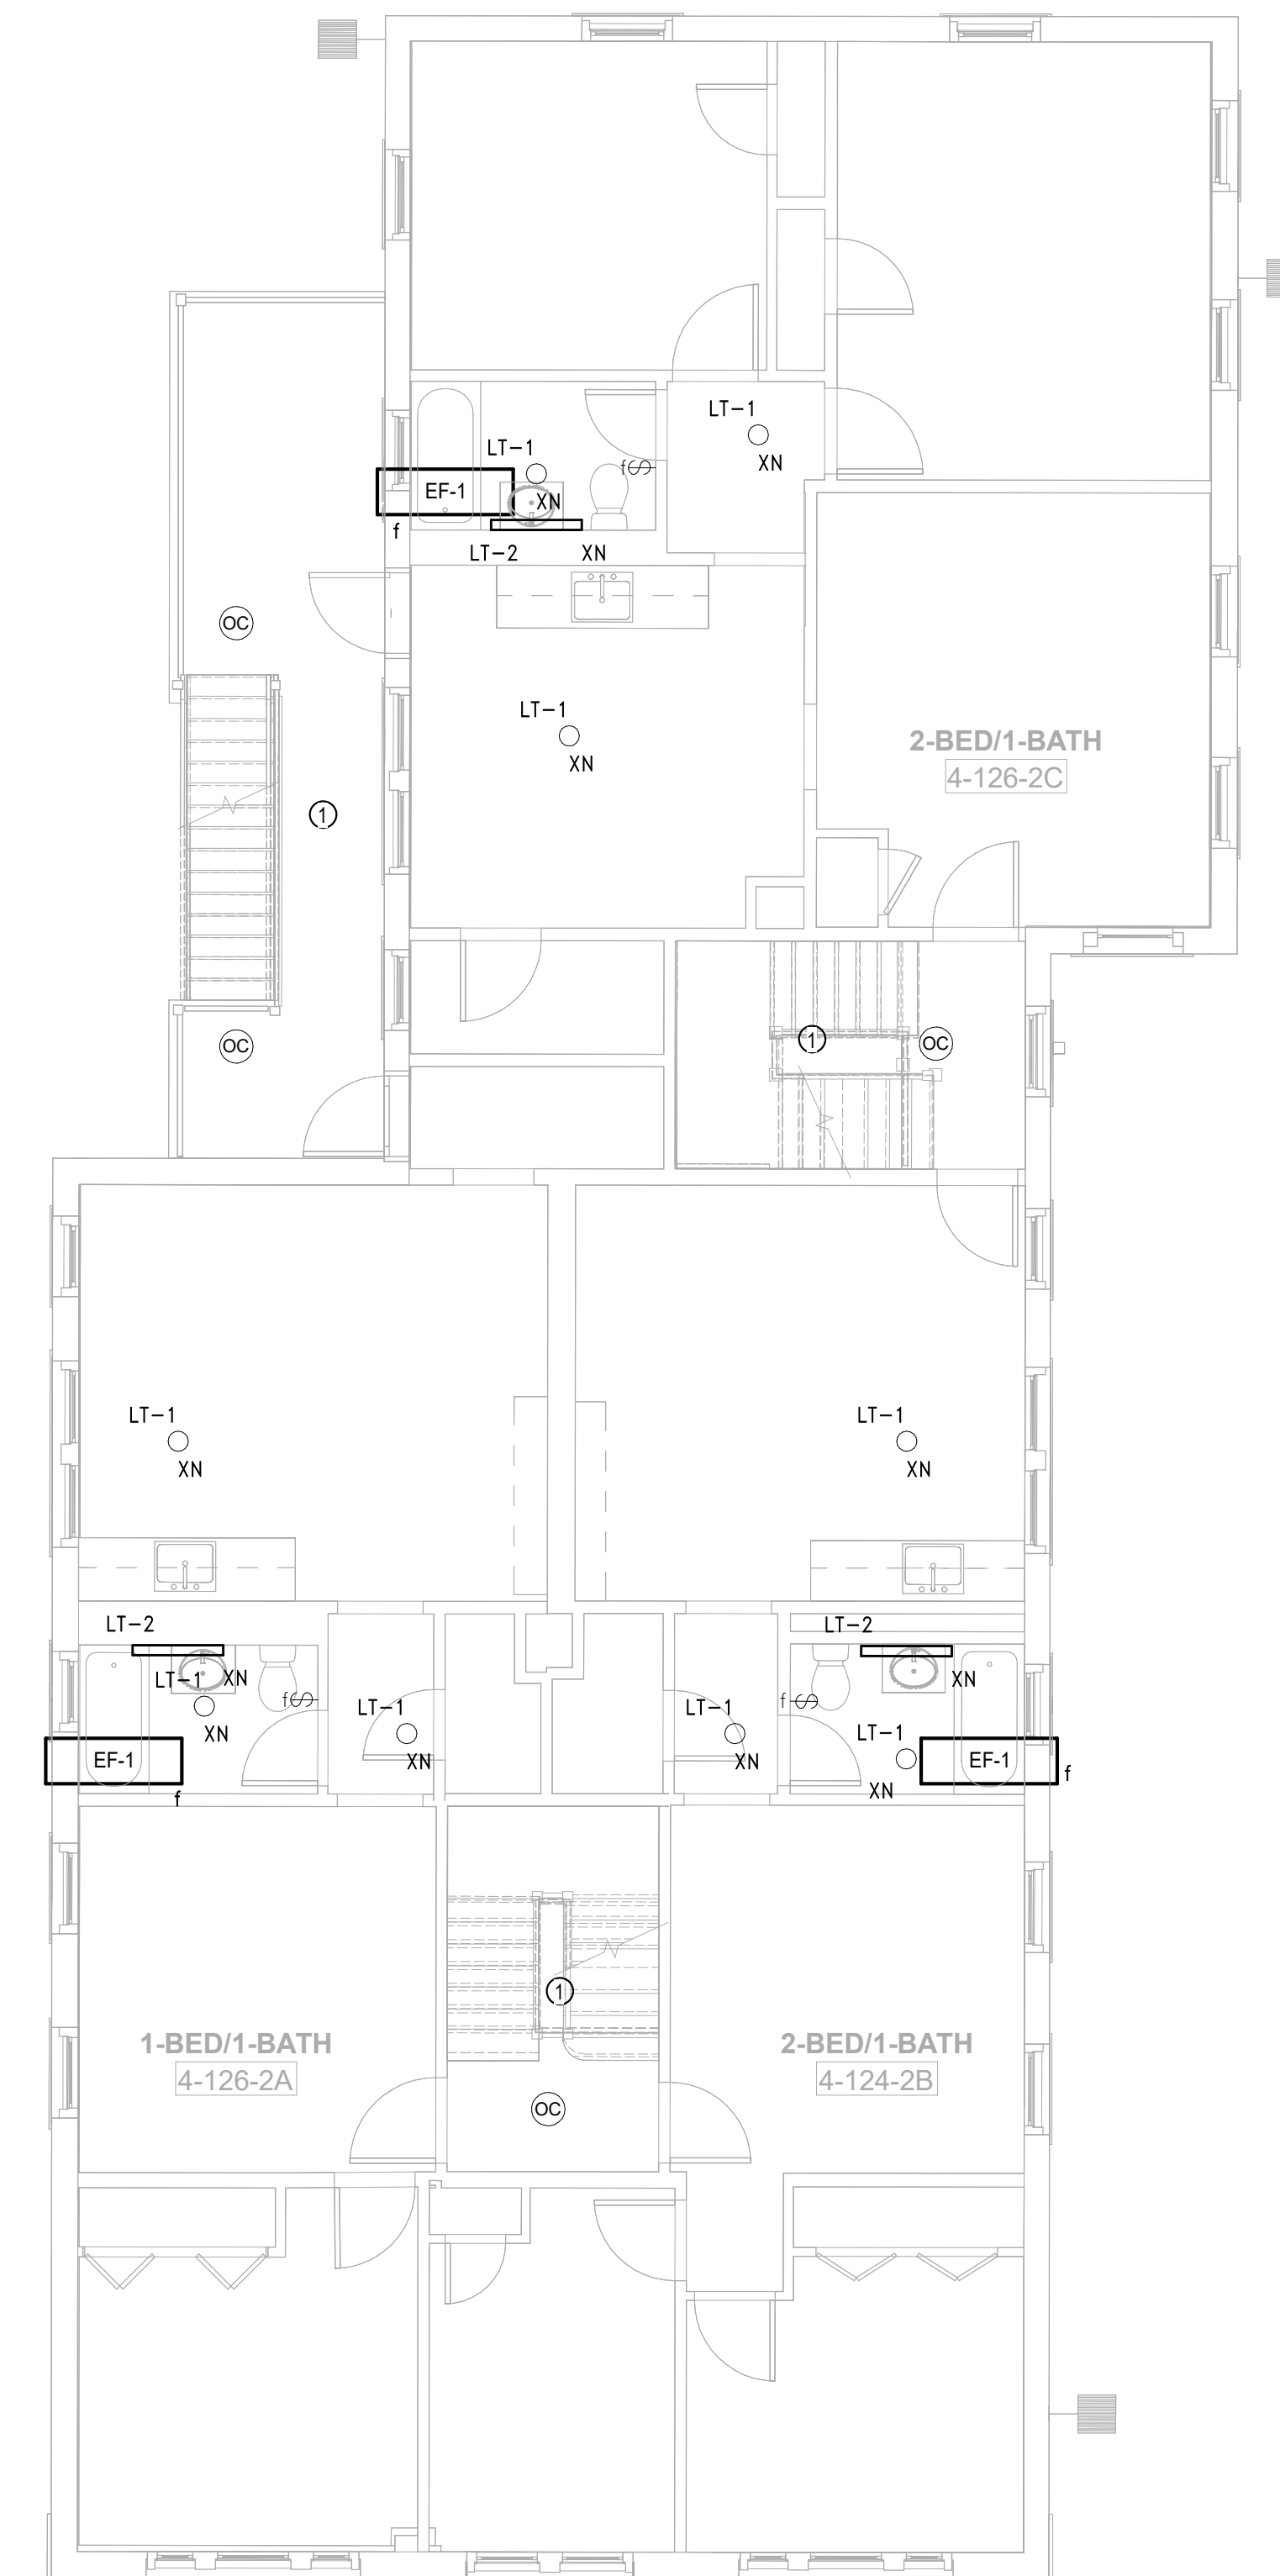 LT-1
XN
LT-1
f
EF-1
XN
f
LT-2
XN
OC
LT-1
XN
2-BED/1-BATH
4-126-2C
1
1
OC
OC
LT-1
XN
LT-1
XN
LT-2
LT-2
XN
LT-1
XN
f
LT-1
XN
EF-1
f
LT-1
XN
f
XN
LT-1
XN
EF-1
f
1
1-BED/1-BATH
4-126-2A
2-BED/1-BATH
4-124-2B
OC